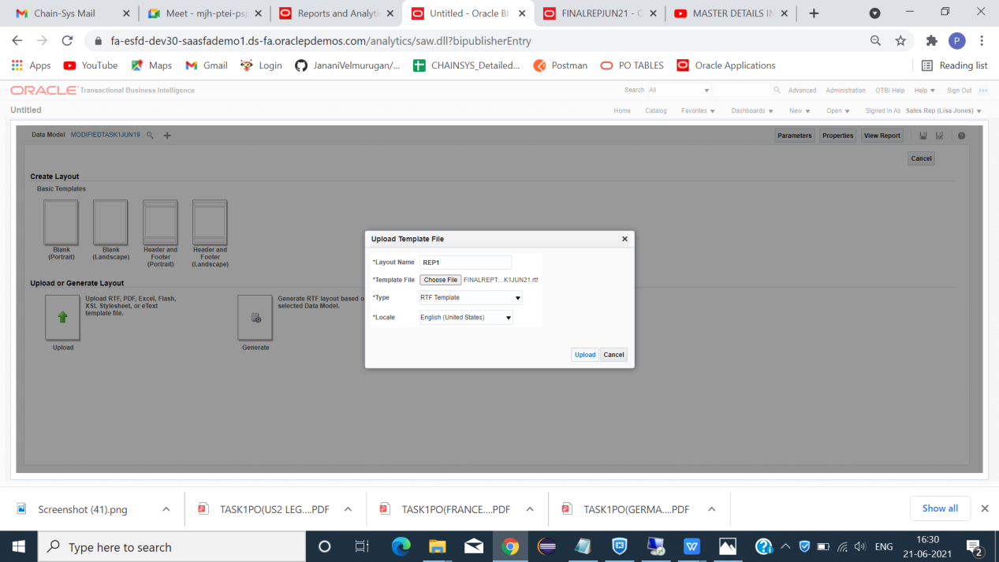 Chain-Sys Mail
Meet - mjh-ptei-psp
Reports and Analyti
Untitled - Oracle BI
FINALREPJUN21 - O
MASTER DETAILS IN
fa-esfd-dev30-saasfademo1.ds-fa.oraclepdemos.com/analytics/saw.dll?bipublisherEntry
P
Apps YouTube Maps Gmail Login JananiVelmurugan/... CHAINSYS_Detailed... Postman PO TABLES Oracle Applications Reading list
ORACLE Transactional Business Intelligence
Search All Advanced Administration OTBI Help Help Sign Out
Untitled
Home Catalog Favorites Dashboards New Open Signed In As Sales Rep (Lisa Jones)
Data Model MODIFIEDTASK1JUN19
Parameters Properties View Report
Cancel
Create Layout
Basic Templates
Blank
(Portrait)
Blank
(Landscape)
Header and
Footer
(Portrait)
Header and
Footer
(Landscape)
Upload or Generate Layout
Upload RTF, PDF, Excel, Flash,
XSL Stylesheet, or eText
template file.
Upload
Generate RTF layout based o
selected Data Model.
Generate
Upload Template File
*Layout Name REP1
*Template File Choose File FINALREPT...K1JUN21.rtf
*Type RTF Template
*Locale English (United States)
Upload Cancel
Screenshot (41).png
TASK1PO(US2 LEG....PDF
TASK1PO(FRANCE....PDF
TASK1PO(GERMA....PDF
Show all
Type here to search
W
ENG
16:30
21-06-2021
2